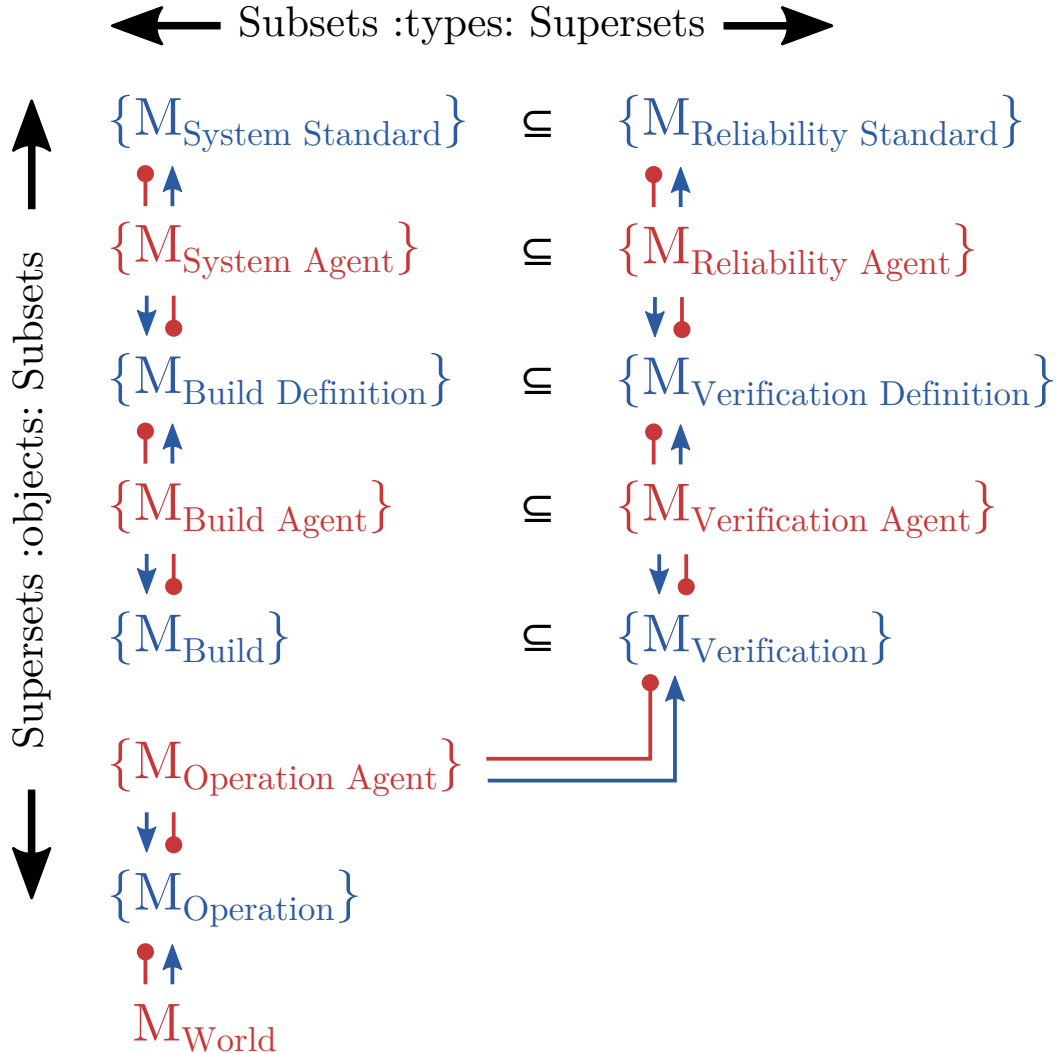 Subsets :types: Supersets
Supersets :objects: Subsets
{M_System Standard} ⊆ {M_Reliability Standard}
{M_System Agent} ⊆ {M_Reliability Agent}
{M_Build Definition} ⊆ {M_Verification Definition}
{M_Build Agent} ⊆ {M_Verification Agent}
{M_Build} ⊆ {M_Verification}
{M_Operation Agent}
{M_Operation}
M_World